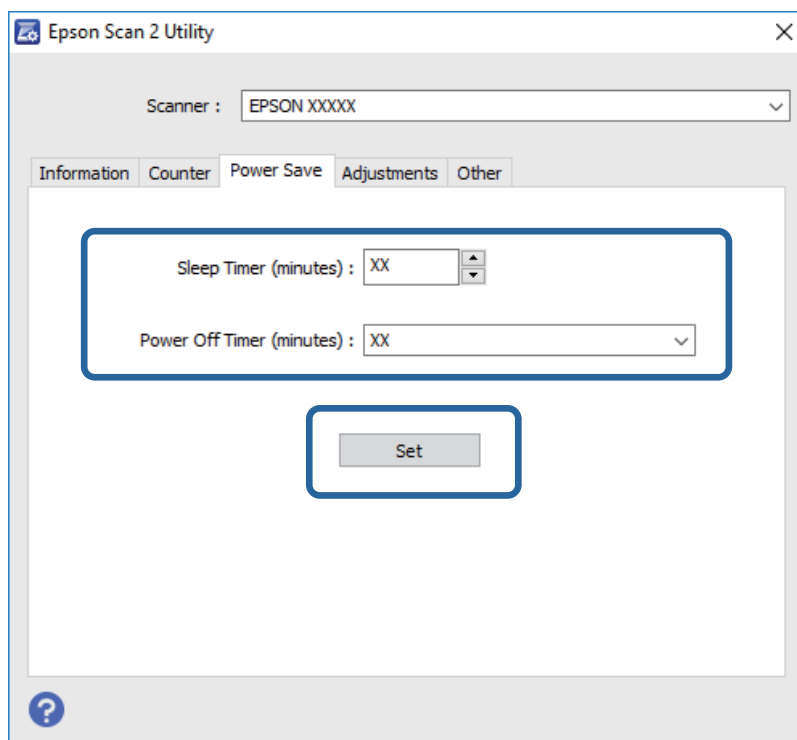 Epson Scan 2 Utility
Scanner : EPSON XXXXX
Information Counter Power Save Adjustments Other
Sleep Timer (minutes) : XX
Power Off Timer (minutes) : XX
Set
?